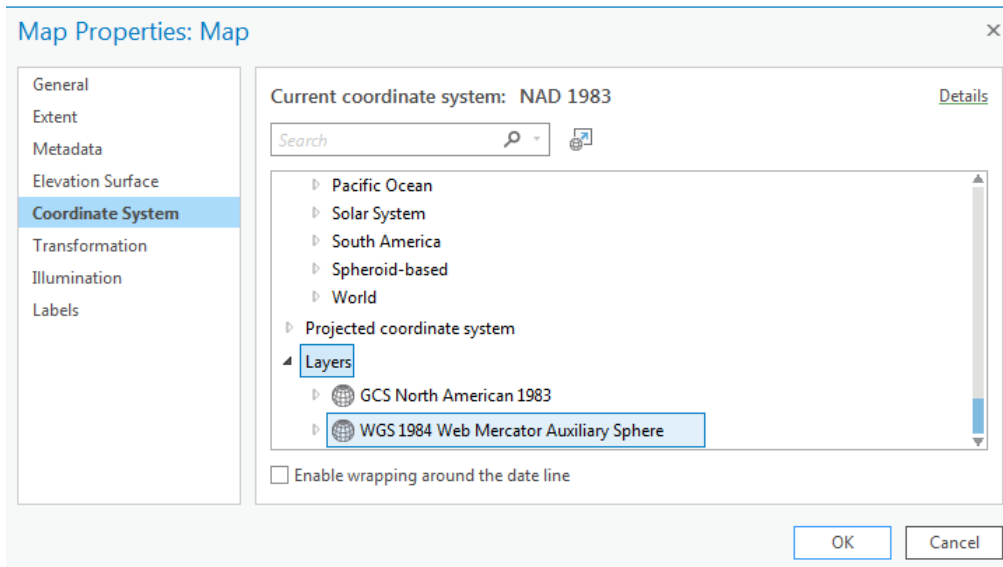 Map Properties: Map
General
Extent
Metadata
Elevation Surface
Coordinate System
Transformation
Illumination
Labels
Current coordinate system: NAD 1983
Details
Search
Pacific Ocean
Solar System
South America
Spheroid-based
World
Projected coordinate system
Layers
GCS North American 1983
WGS 1984 Web Mercator Auxiliary Sphere
Enable wrapping around the date line
OK
Cancel